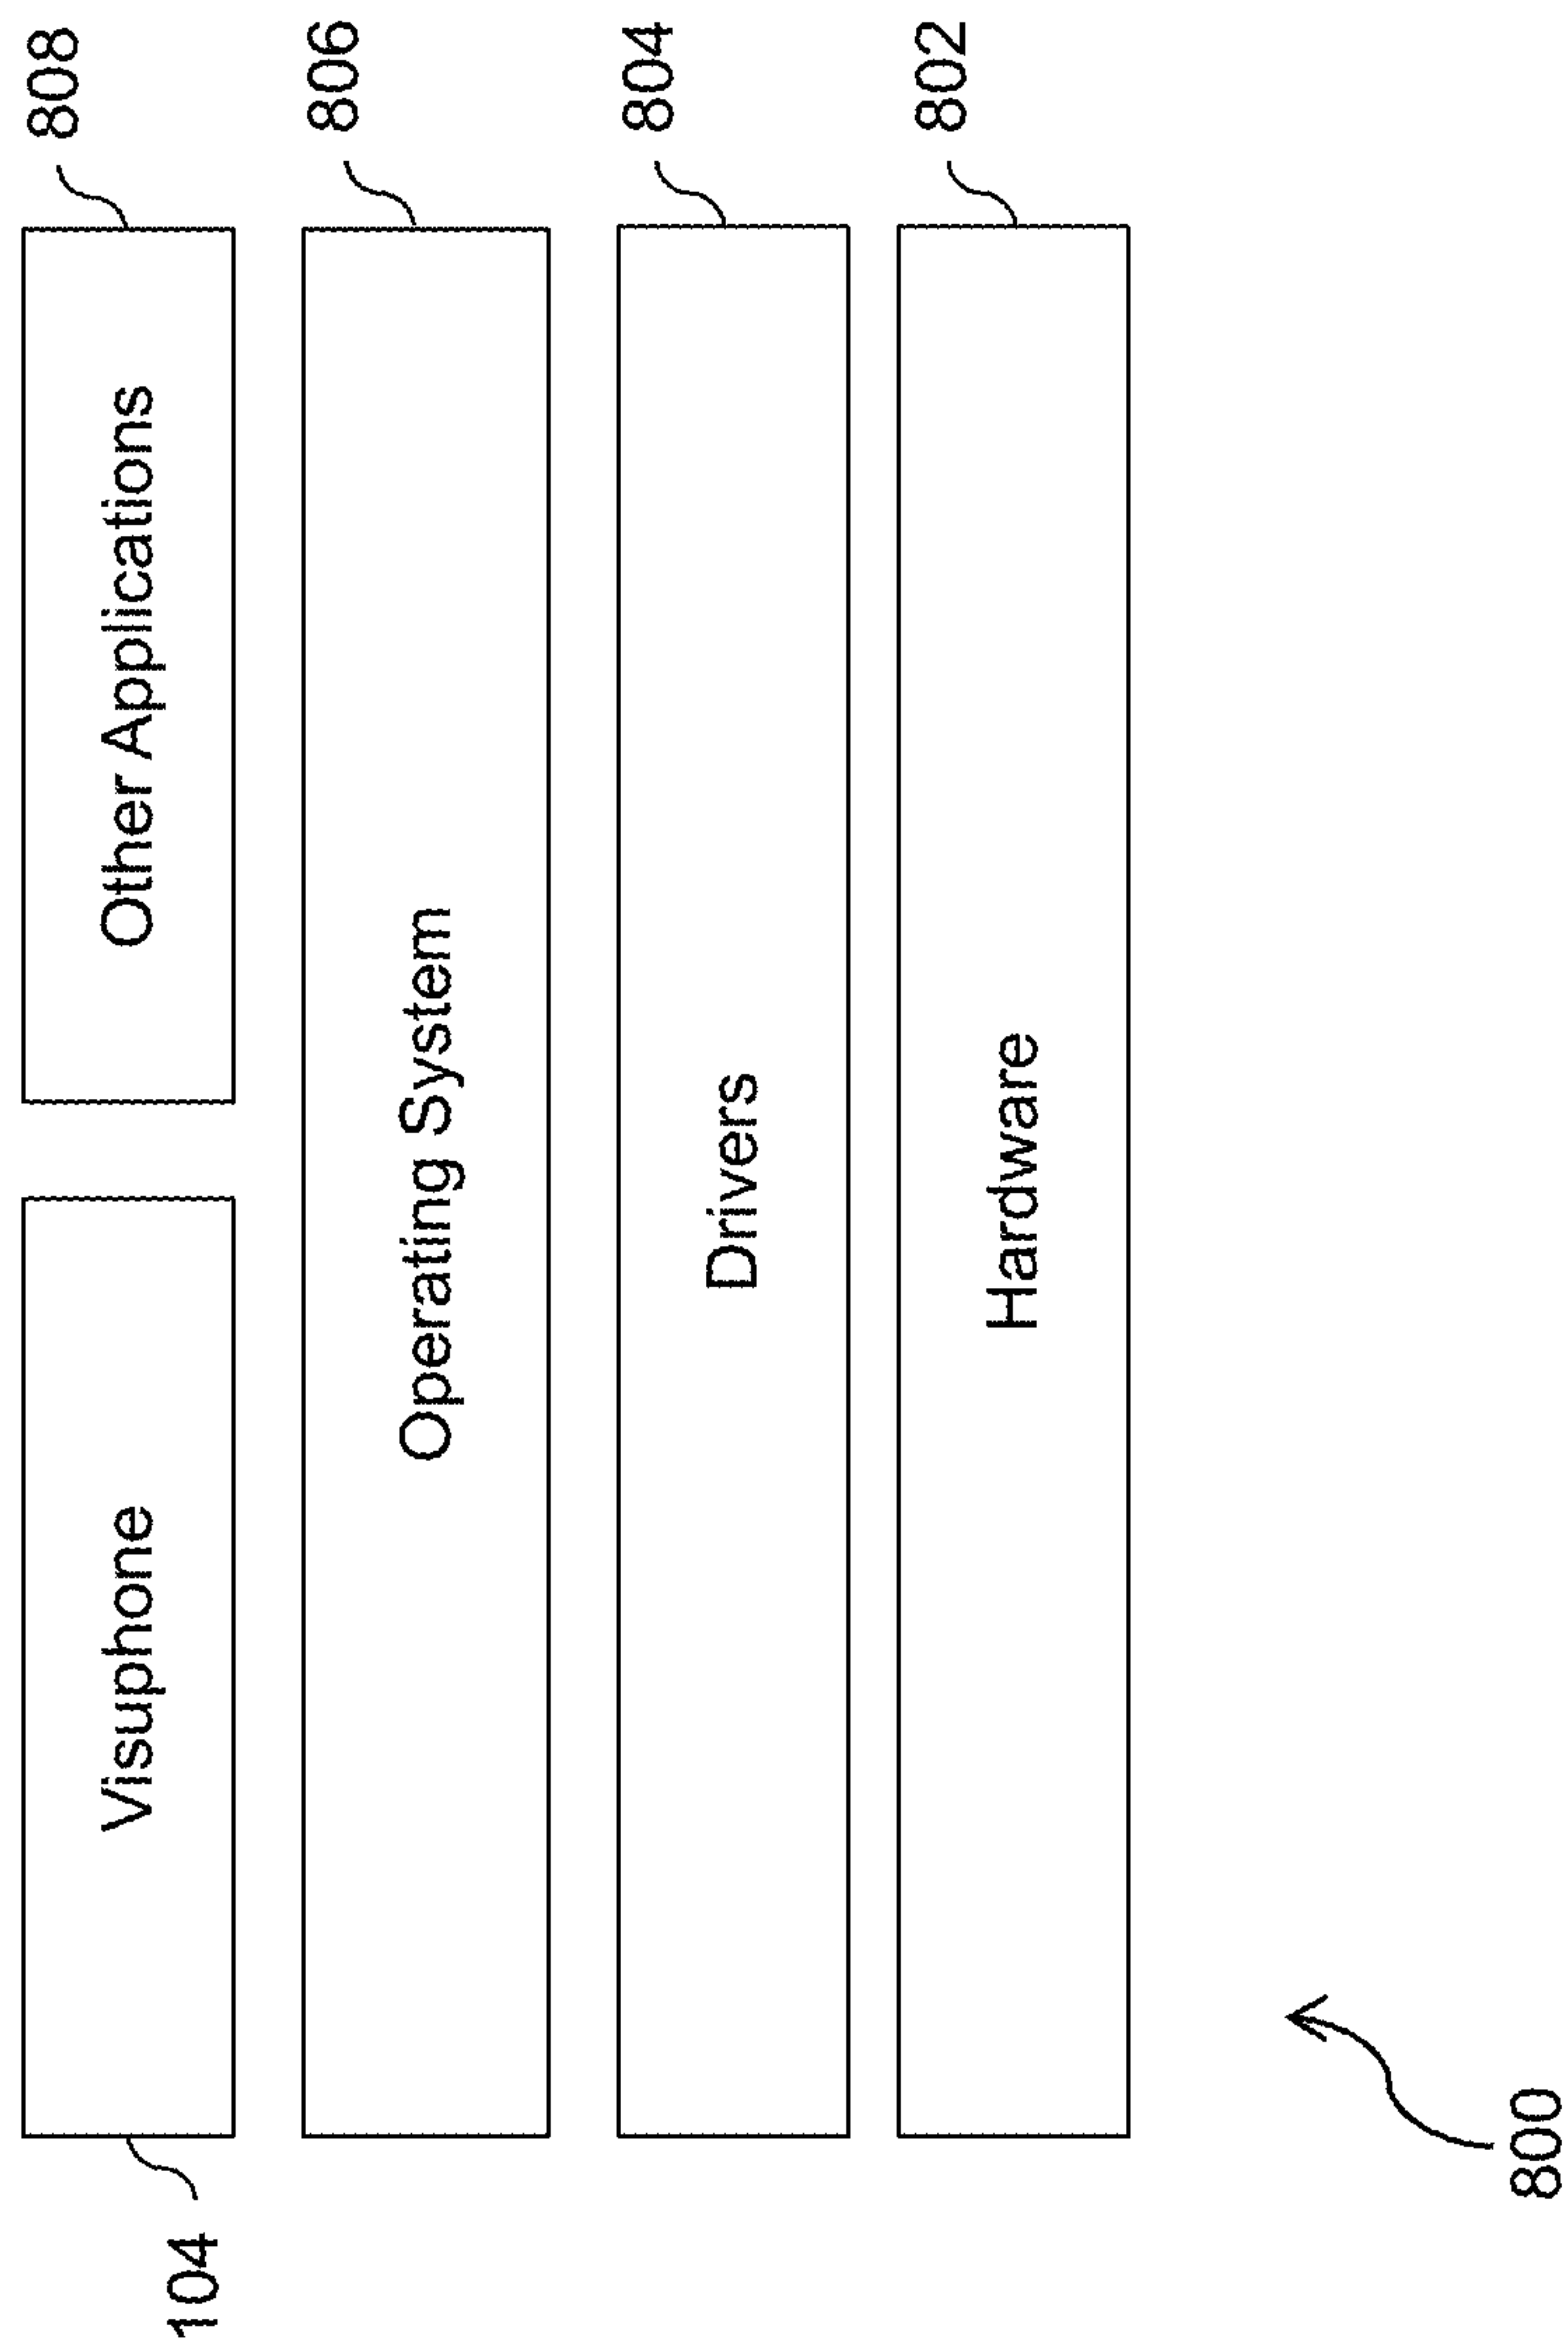 808
Visuphone
Other Applications
104
806
Operating System
804
Drivers
802
Hardware
800